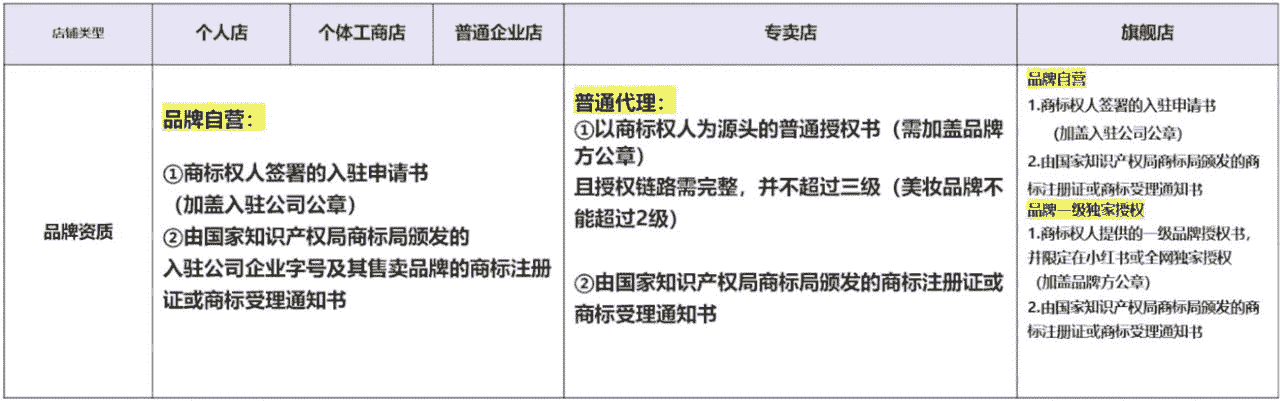 店铺类型
个人店
个体工商店
普通企业店
专卖店
旗舰店
品牌资质
品牌自营：
①商标权人签署的入驻申请书
（加盖入驻公司公章）
②由国家知识产权局商标局颁发的
入驻公司企业字号及其售卖品牌的商标注册
证或商标受理通知书
普通代理：
①以商标权人为源头的普通授权书（需加盖品牌
方公章）
且授权链路需完整，并不超过三级（美妆品牌不
能超过2级）
②由国家知识产权局商标局颁发的商标注册证或
商标受理通知书
品牌自营
1.商标权人签署的入驻申请书
（加盖入驻公司公章）
2.由国家知识产权局商标局颁发的商
标注册证或商标受理通知书
品牌一级独家授权
1.商标权人提供的一级品牌授权书，
并限定在小红书或全网独家授权
（加盖品牌方公章）
2.由国家知识产权局商标局颁发的商
标注册证或商标受理通知书